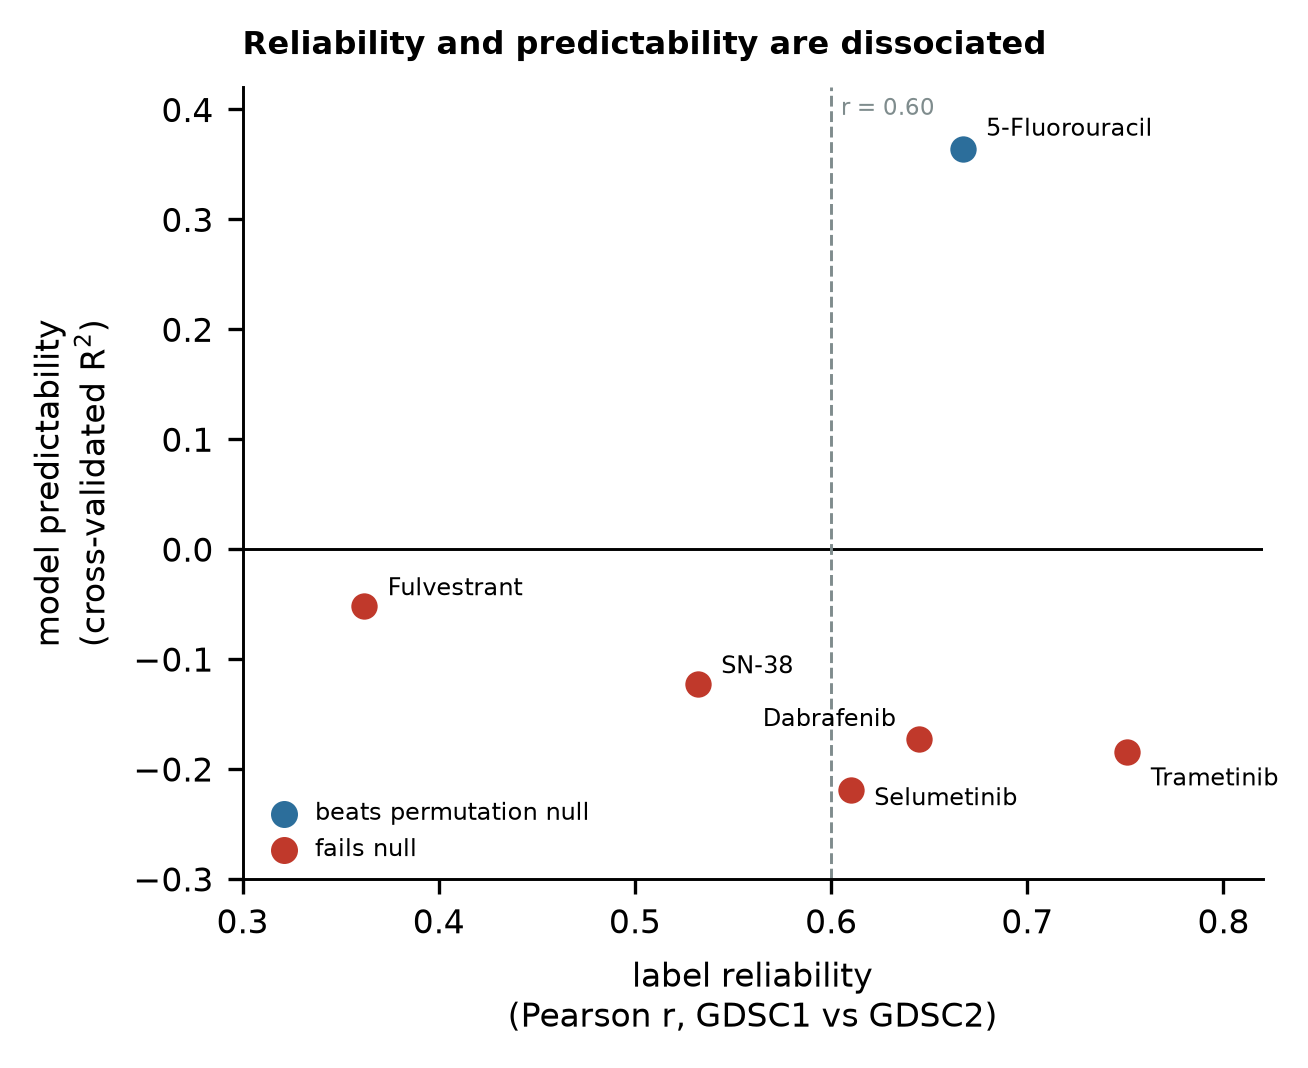 Reliability and predictability are dissociated
0.4
0.3
0.2
0.1
0.0
−0.1
−0.2
−0.3
model predictability
(cross-validated R²)
r = 0.60
5-Fluorouracil
Fulvestrant
SN-38
Dabrafenib
Trametinib
Selumetinib
beats permutation null
fails null
0.3 0.4 0.5 0.6 0.7 0.8
label reliability
(Pearson r, GDSC1 vs GDSC2)